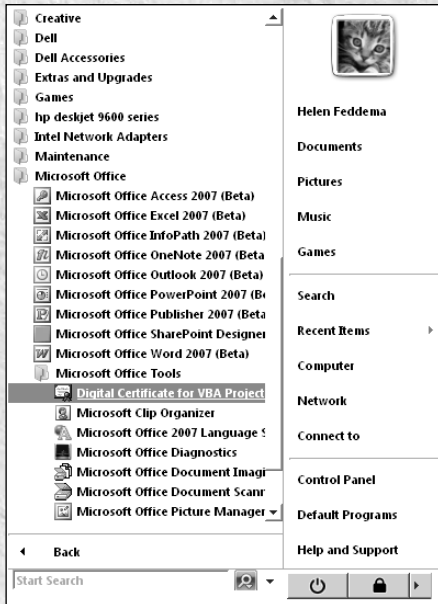 Creative
Dell
Dell Accessories
Extras and Upgrades
Games
hp deskjet 9600 series
Intel Network Adapters
Maintenance
Microsoft Office
Microsoft Office Access 2007 (Beta)
Microsoft Office Excel 2007 (Beta)
Microsoft Office InfoPath 2007 (Beta)
Microsoft Office OneNote 2007 (Beta
Microsoft Office Outlook 2007 (Beta)
Microsoft Office PowerPoint 2007 (Be
Microsoft Office Publisher 2007 (Beta
Microsoft Office SharePoint Designer
Microsoft Office Word 2007 (Beta)
Microsoft Office Tools
Digital Certificate for VBA Project
Microsoft Clip Organizer
Microsoft Office 2007 Language S
Microsoft Office Diagnostics
Microsoft Office Document Imagi
Microsoft Office Document Scann
Microsoft Office Picture Manager
Back
Start Search
Helen Feddema
Documents
Pictures
Music
Games
Search
Recent Items
Computer
Network
Connect to
Control Panel
Default Programs
Help and Support